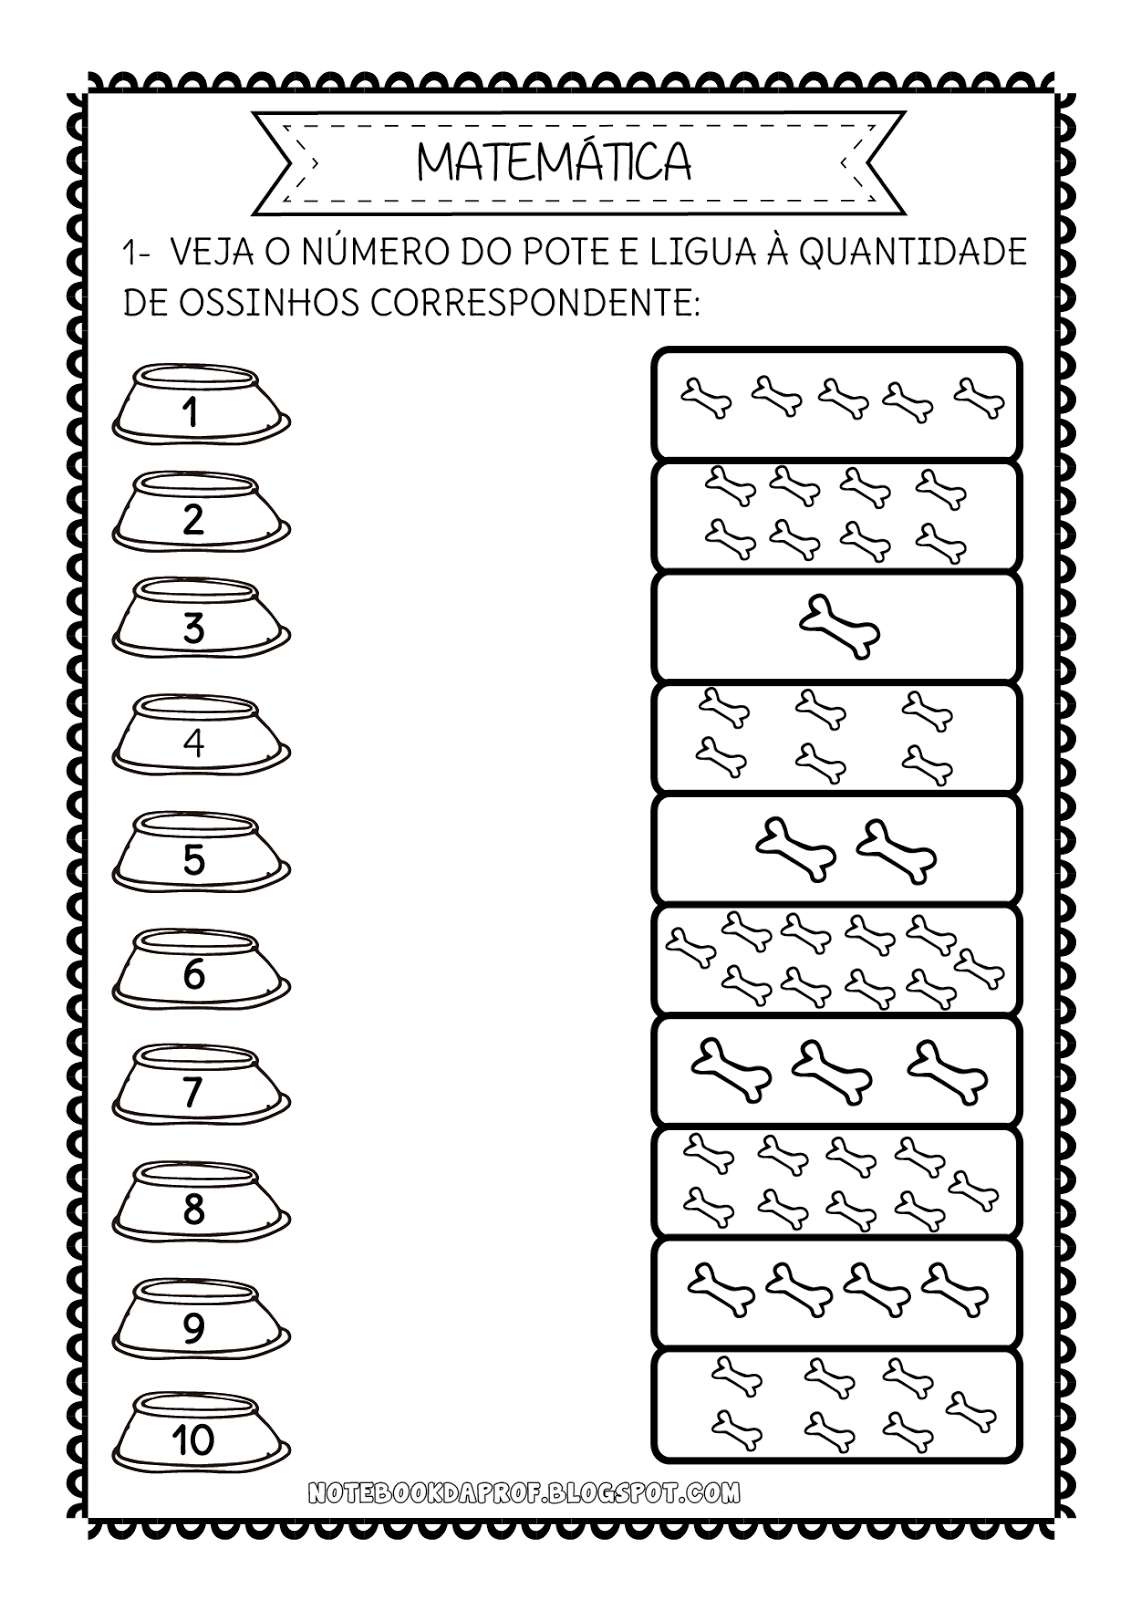 MATEMÁTICA
1- VEJA O NÚMERO DO POTE E LIGUA À QUANTIDADE
DE OSSINHOS CORRESPONDENTE:
1
2
3
4
5
6
7
8
9
10
NOTEBOOKDAPROF.BLOGSPOT.COM